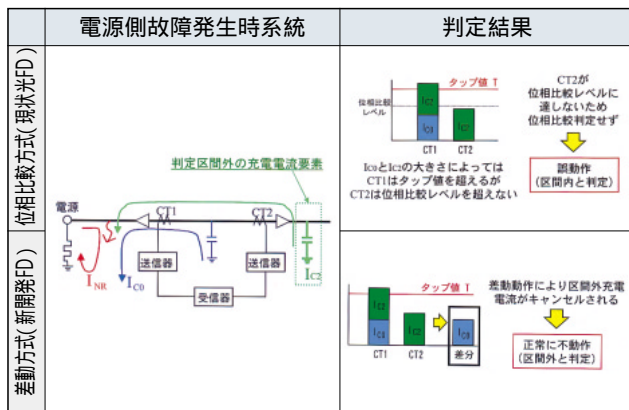 電源側故障発生時系統
判定結果
位相比較方式(現状光FD)
判定区間外の充電電流要素
電源
CT1
CT2
送信器
送信器
受信器
INR
IC0
IC2
タップ値 T
位相比較
レベル
IC2
IC0
IC2
CT1
CT2
CT2が
位相比較レベルに
達しないため
位相比較判定せず
IC0とIC2の大きさによっては
CT1はタップ値を超えるが
CT2は位相比較レベルを超えない
誤動作
(区間内と判定)
差動方式(新開発FD)
タップ値 T
IC2
IC0
IC2
IC0
CT1
CT2
差分
差動動作により区間外充電
電流がキャンセルされる
正常に不動作
(区間外と判定)